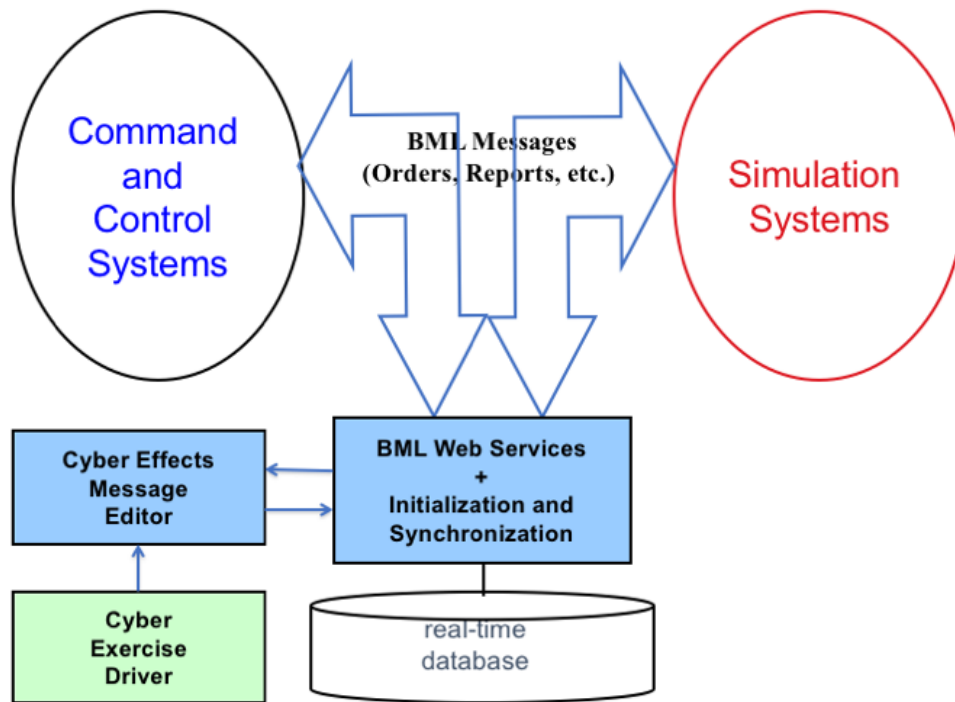 Command
and
Control
Systems
BML Messages
(Orders, Reports, etc.)
Simulation
Systems
Cyber Effects
Message
Editor
BML Web Services
+
Initialization and
Synchronization
Cyber
Exercise
Driver
real-time
database